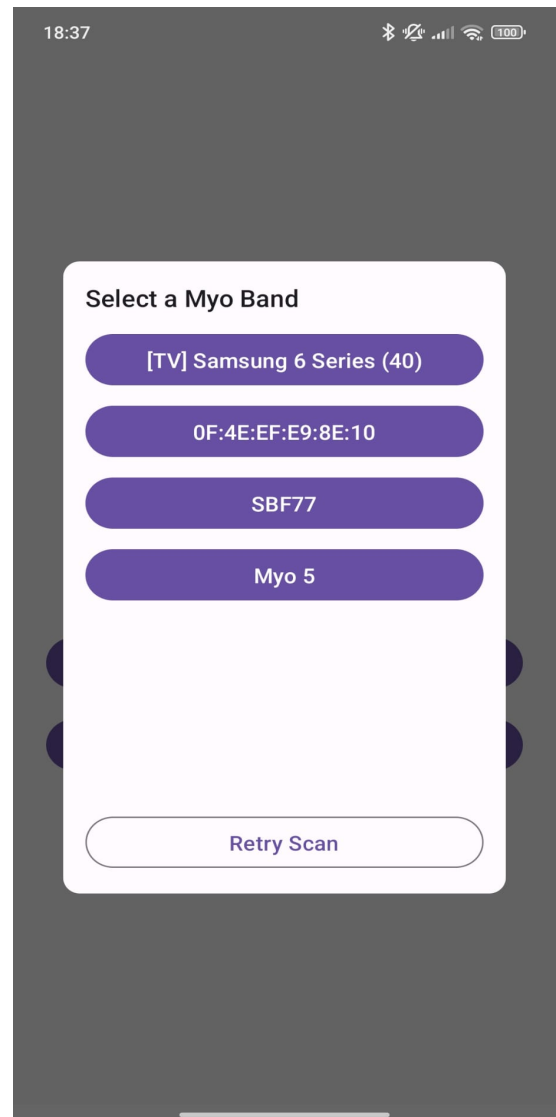 18:37
100
Select a Myo Band
[TV] Samsung 6 Series (40)
0F:4E:EF:E9:8E:10
SBF77
Myo 5
Retry Scan